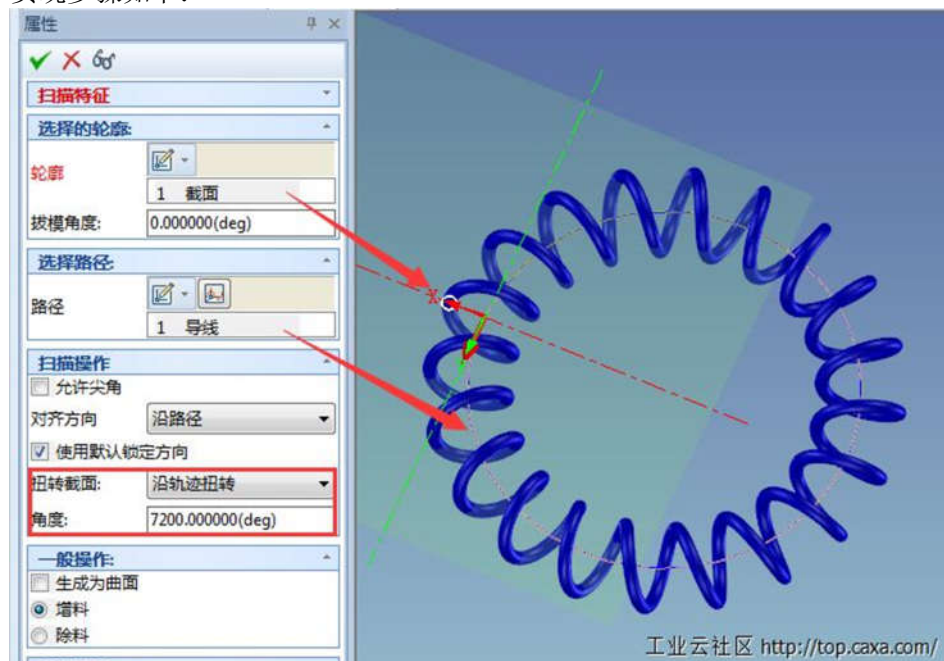 属性
扫描特征
选择的轮廓:
轮廓
1 截面
拔模角度: 0.000000(deg)
选择路径:
路径
1 导线
扫描操作
允许尖角
对齐方向 沿路径
使用默认锁定方向
扭转截面: 沿轨迹扭转
角度: 7200.000000(deg)
一般操作:
生成为曲面
增料
除料
X
工业云社区 http://top.caxa.com/